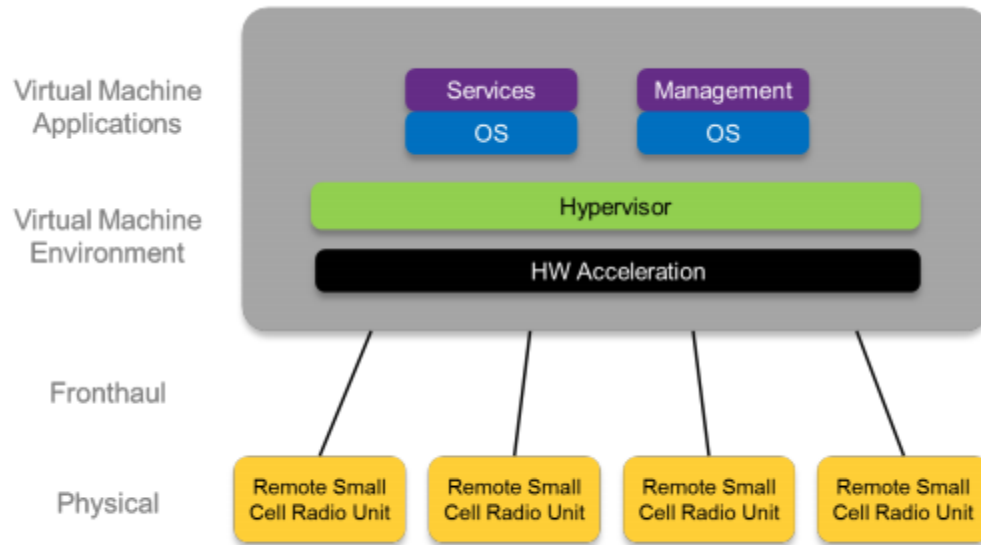 Virtual Machine
Applications
Services
Management
OS
OS
Virtual Machine
Environment
Hypervisor
HW Acceleration
Fronthaul
Physical
Remote Small
Cell Radio Unit
Remote Small
Cell Radio Unit
Remote Small
Cell Radio Unit
Remote Small
Cell Radio Unit